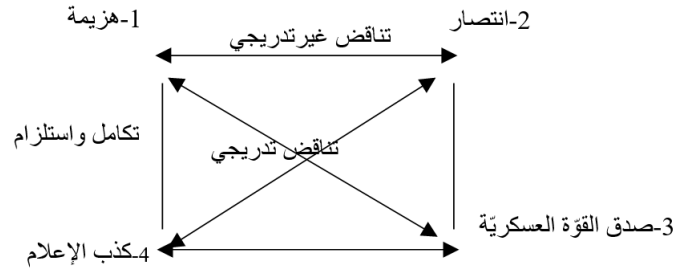 1-هزيمة
2-انتصار
تناقض غيرتدريجي
تكامل واستلزام
تناقض تدريجي
3-صدق القوّة العسكريّة
4-كذب الإعلام